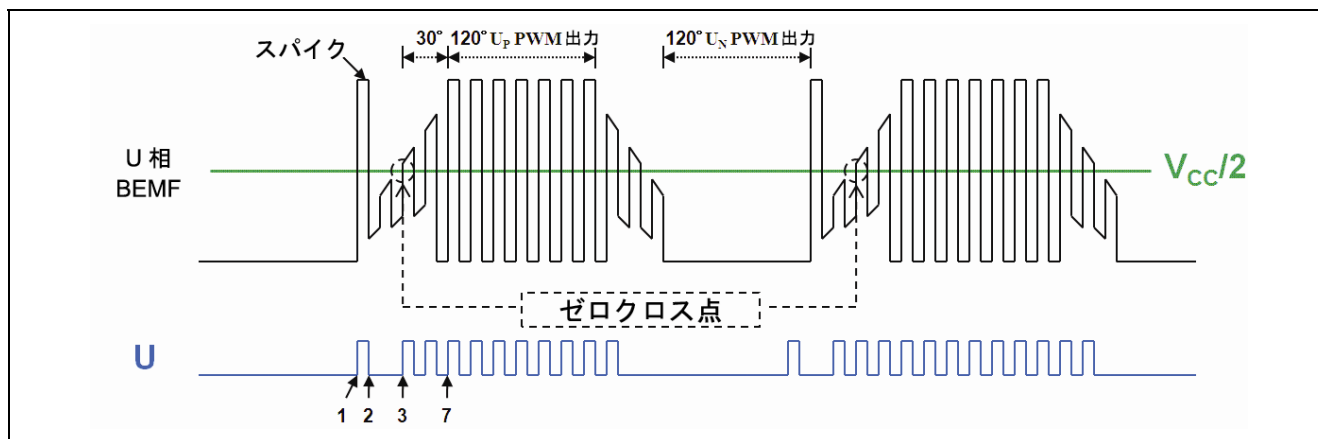 30° 120° UP PWM 出力 120° UN PWM 出力
スパイク
U 相
BEMF
VCC/2
ゼロクロス点
U
1 2 3 7